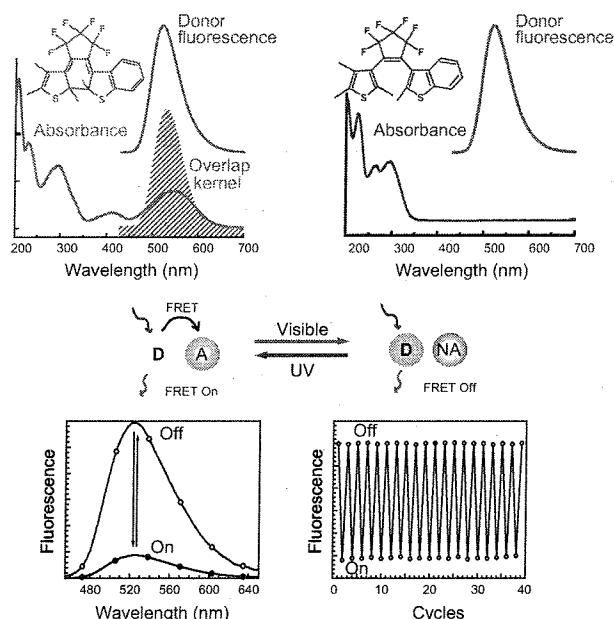 F F
F F
F F
S S
Donor
fluorescence
Absorbance
Overlap
kernel
200 300 400 500 600 700
Wavelength (nm)
F F
F F
F F
S S
Donor
fluorescence
Absorbance
200 300 400 500 600 700
Wavelength (nm)
FRET
D A
FRET On
Visible
UV
D NA
FRET Off
Fluorescence
Off
On
480 520 560 600 640
Wavelength (nm)
Fluorescence
Off
On
0 10 20 30 40
Cycles